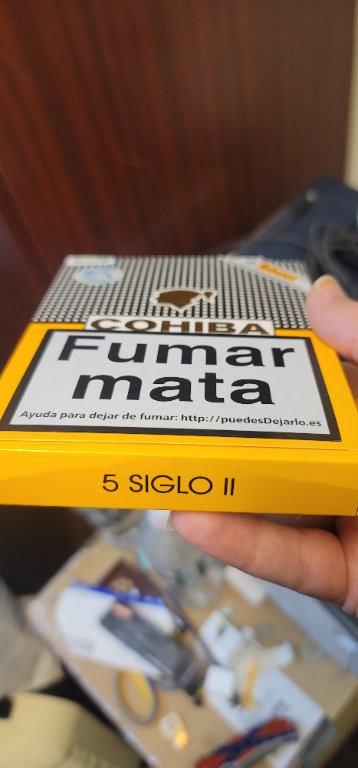 COHIBA
Fumar
mata
Ayuda para dejar de fumar: http://puedesDejarlo.es
5 SIGLO II